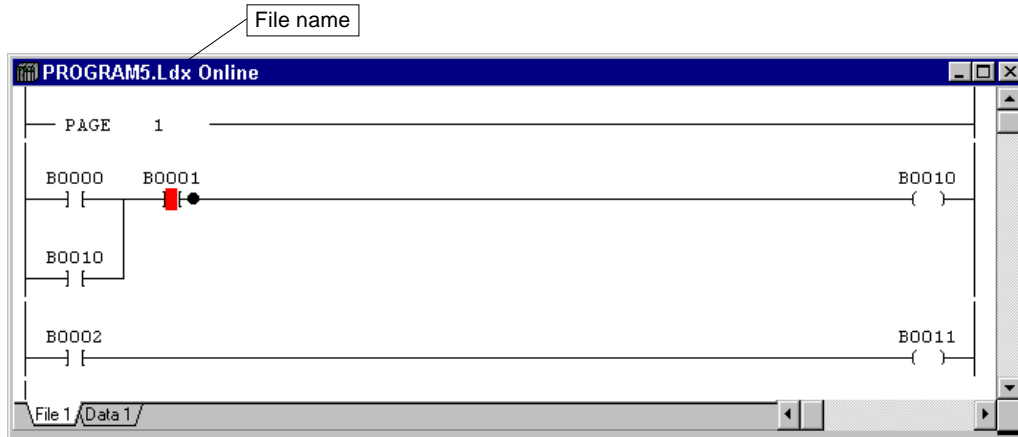 File name
PROGRAM5.Ldx Online
PAGE 1
B0000 B0001 B0010
B0010
B0002 B0011
File 1 Data 1